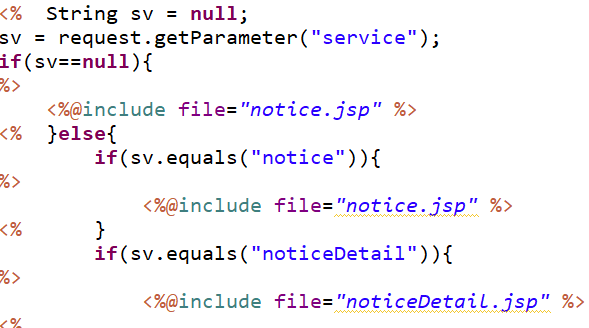 <%  String sv = null;
sv = request.getParameter("service");
if(sv==null){
%>
    <%@include file="notice.jsp" %>
<%  }else{
        if(sv.equals("notice")){
%>
            <%@include file="notice.jsp" %>
<%      }
        if(sv.equals("noticeDetail")){
%>
            <%@include file="noticeDetail.jsp" %>
<%